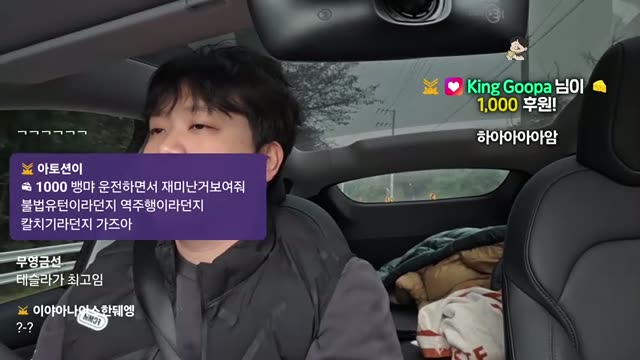 King Goopa 님이
1,000 후원!
하아아아아암
ㄱㄱㄱㄱㄱㄱ
아토션이
1000 뱅먀 운전하면서 재미난거보여줘
불법유턴이라던지 역주행이라던지
칼치기라던지 가즈아
무영금선
테슬라가 최고임
이야아나이스한뒈엥
?-?